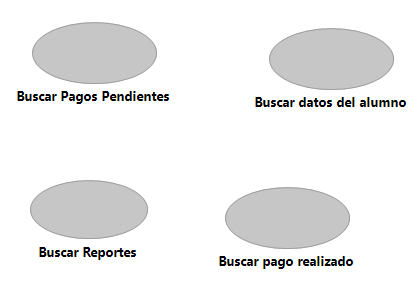 Buscar Pagos Pendientes
Buscar datos del alumno
Buscar Reportes
Buscar pago realizado